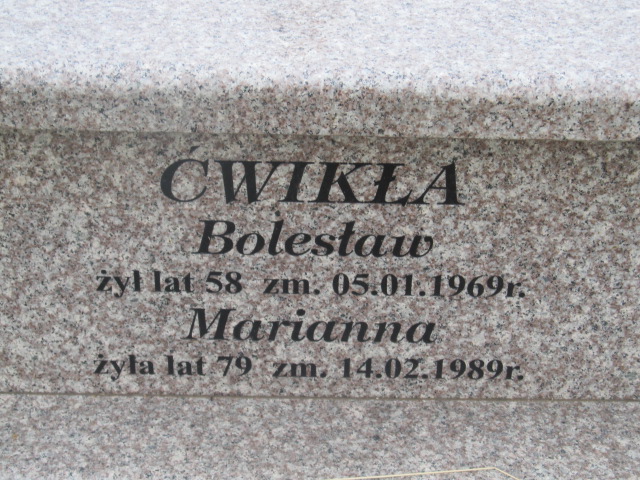 ĆWIKŁA
Bolesław
żył lat 58 zm. 05.01.1969r.
Marianna
żyła lat 79 zm. 14.02.1989r.